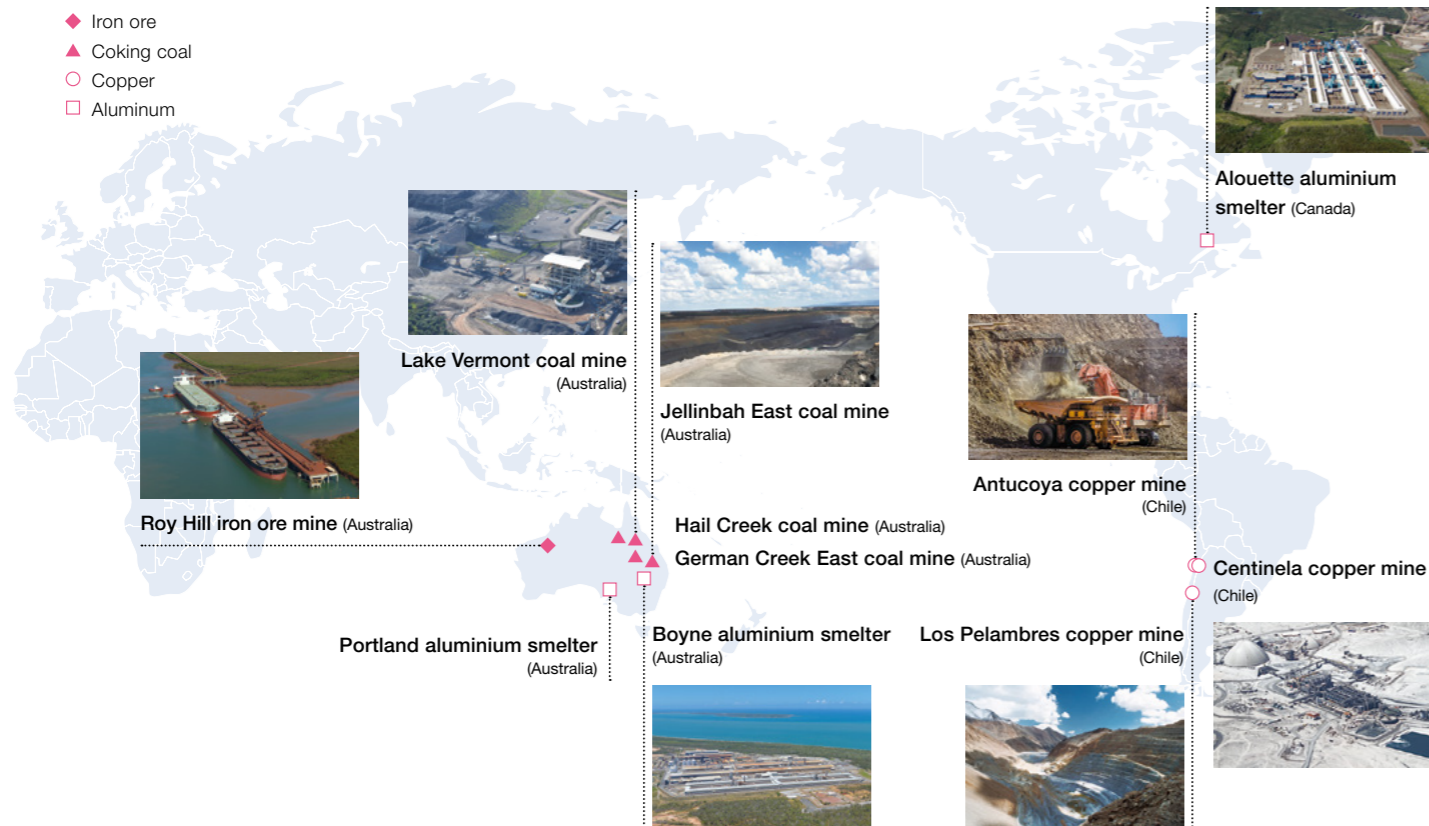 Iron ore
Coking coal
Copper
Aluminum
Alouette aluminium
smelter (Canada)
Lake Vermont coal mine
(Australia)
Jellinbah East coal mine
(Australia)
Antucoya copper mine
(Chile)
Roy Hill iron ore mine (Australia)
Hail Creek coal mine (Australia)
German Creek East coal mine (Australia)
Centinela copper mine
(Chile)
Portland aluminium smelter
(Australia)
Boyne aluminium smelter
(Australia)
Los Pelambres copper mine
(Chile)